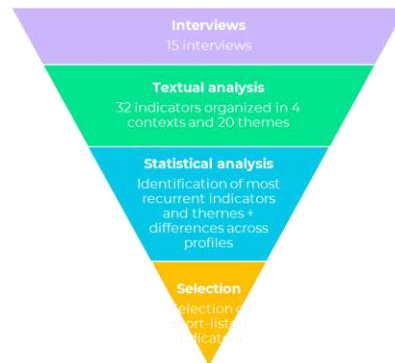 Interviews
15 interviews
Textual analysis
32 indicators organized in 4
contexts and 20 themes
Statistical analysis
Identification of most
recurrent indicators
and themes +
differences across
profiles
Selection